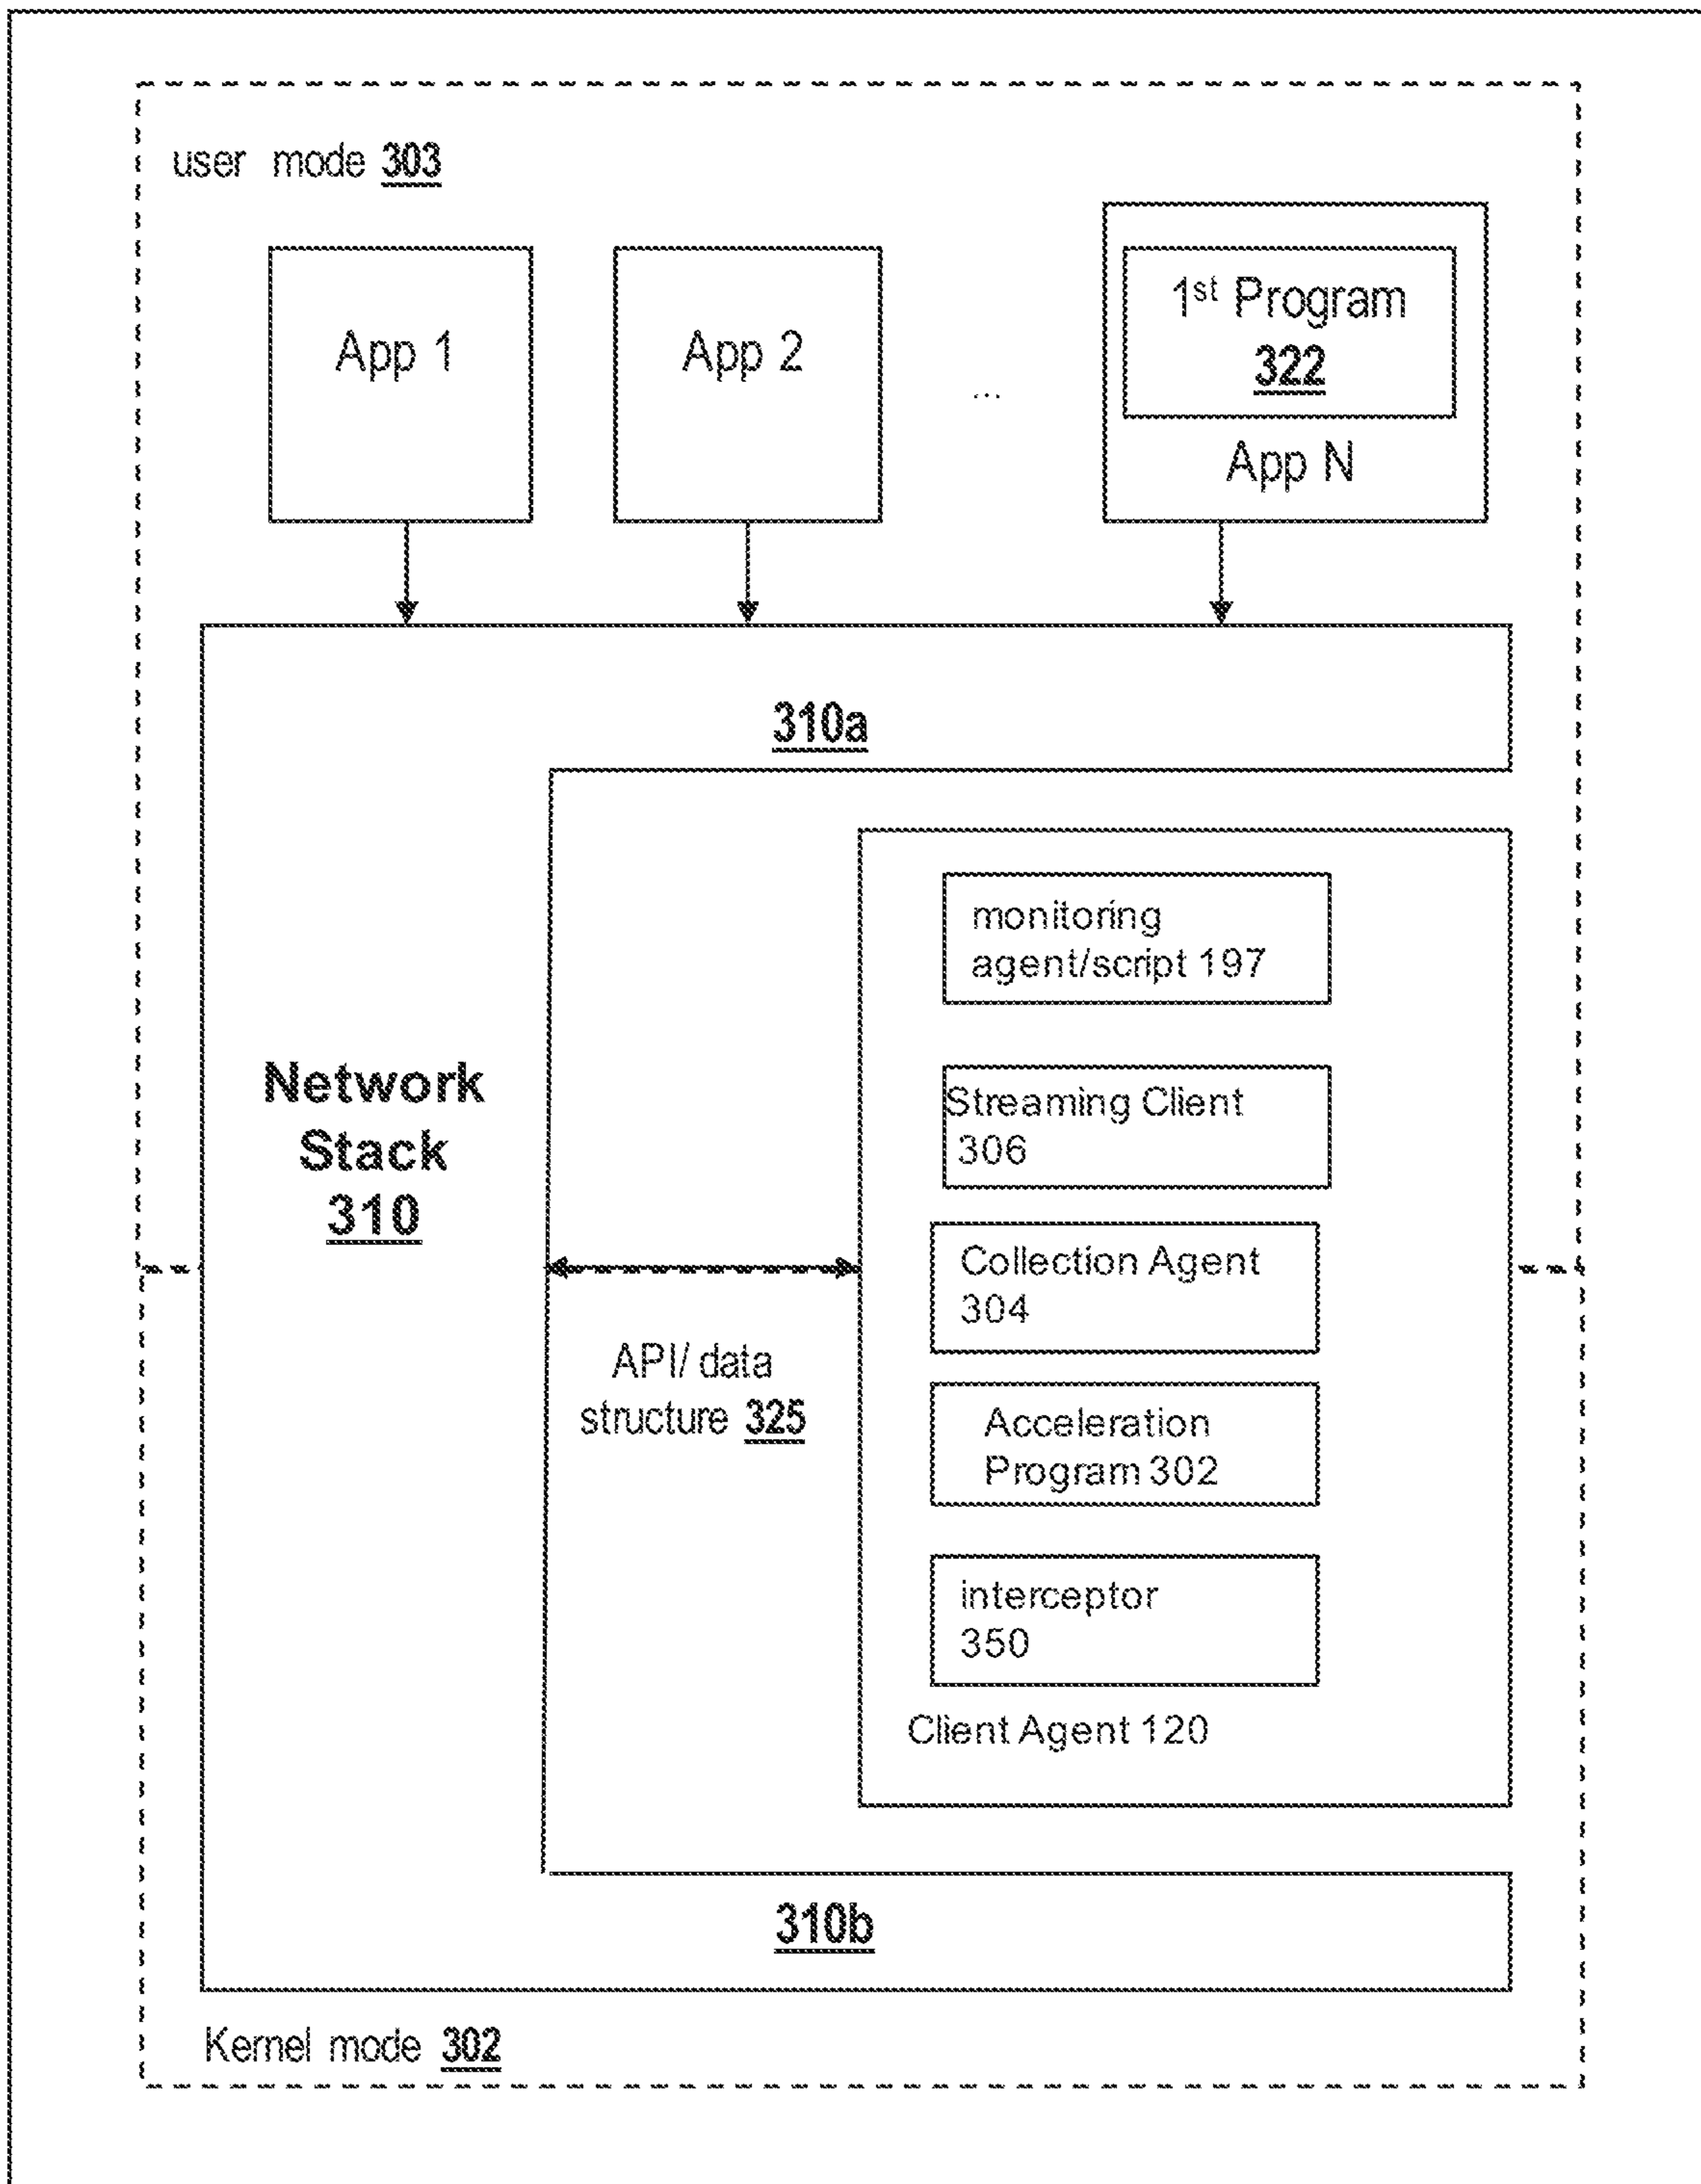 user mode 303
App 1
App 2
...
1st Program
322
App N
310a
monitoring
agent/script 197
Streaming Client
306
Network
Stack
310
Collection Agent
304
API/ data
structure 325
Acceleration
Program 302
interceptor
350
Client Agent 120
310b
Kernel mode 302